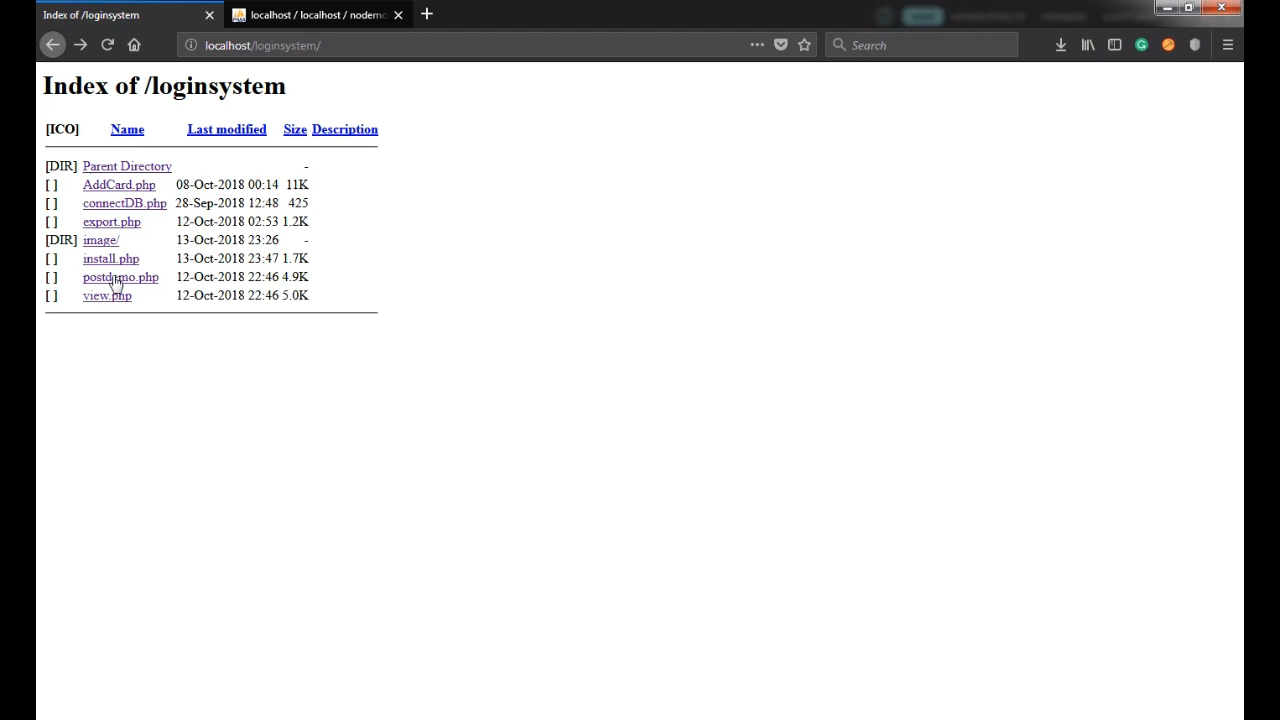 Index of /loginsystem
localhost / localhost / nodemc
localhost/loginsystem/
Search
Index of /loginsystem
[ICO] Name Last modified Size Description
[DIR] Parent Directory -
[ ] AddCard.php 08-Oct-2018 00:14 11K
[ ] connectDB.php 28-Sep-2018 12:48 425
[ ] export.php 12-Oct-2018 02:53 1.2K
[DIR] image/ 13-Oct-2018 23:26 -
[ ] install.php 13-Oct-2018 23:47 1.7K
[ ] postdemo.php 12-Oct-2018 22:46 4.9K
[ ] view.php 12-Oct-2018 22:46 5.0K